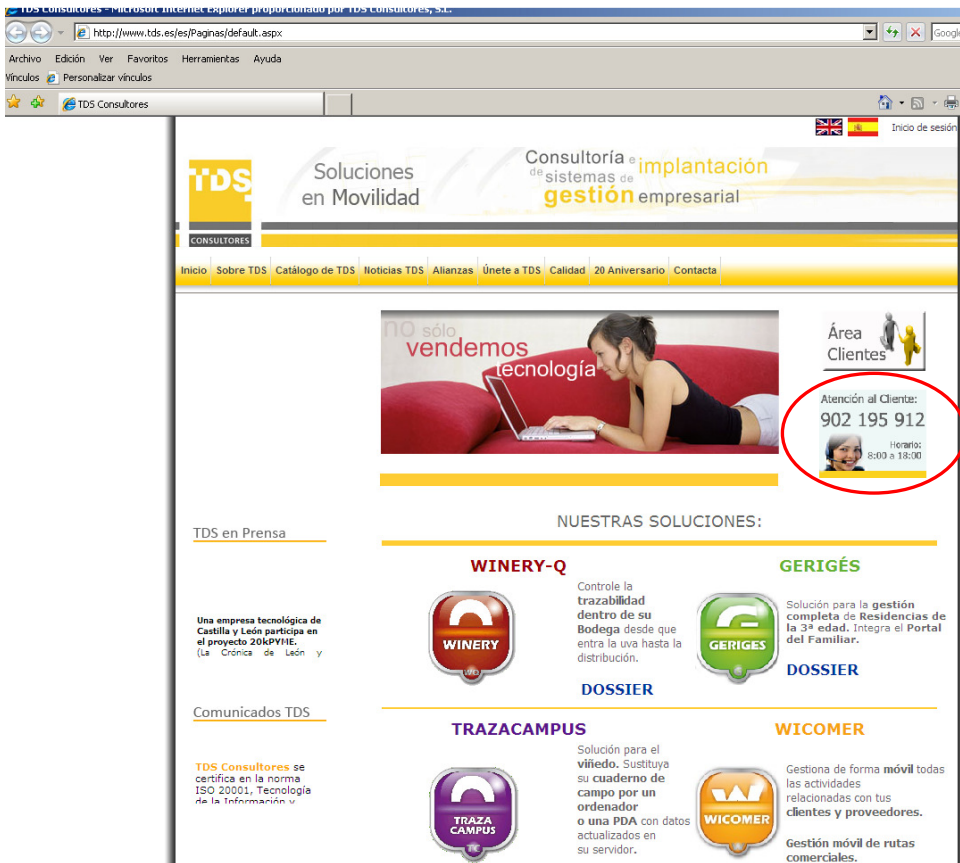 TDS Consultores - Microsoft Internet Explorer proporcionado por TDS Consultores, S.L.
http://www.tds.es/es/Paginas/default.aspx
Google
Archivo Edición Ver Favoritos Herramientas Ayuda
Vínculos Personalizar vínculos
TDS Consultores
Inicio de sesión
TDS
CONSULTORES
Soluciones
en Movilidad
Consultoría e implantación
de sistemas de
gestión empresarial
Inicio Sobre TDS Catálogo de TDS Noticias TDS Alianzas Únete a TDS Calidad 20 Aniversario Contacta
no sólo
vendemos
tecnología
Área
Clientes
Atención al Cliente:
902 195 912
Horario:
8:00 a 18:00
TDS en Prensa
Una empresa tecnológica de
Castilla y León participa en
el proyecto 20kPYME.
(La Crónica de León y
Comunicados TDS
TDS Consultores se
certifica en la norma
ISO 20001, Tecnología
de la Información y
NUESTRAS SOLUCIONES:
WINERY-Q
WINERY
Controle la
trazabilidad
dentro de su
Bodega desde que
entra la uva hasta la
distribución.
DOSSIER
GERIGÉS
GERIGES
Solución para la gestión
completa de Residencias de
la 3ª edad. Integra el Portal
del Familiar.
DOSSIER
TRAZACAMPUS
TRAZA
CAMPUS
Solución para el
viñedo. Sustituya
su cuaderno de
campo por un
ordenador
o una PDA con datos
actualizados en
su servidor.
WICOMER
WICOMER
Gestiona de forma móvil todas
las actividades
relacionadas con tus
clientes y proveedores.
Gestión móvil de rutas
comerciales.